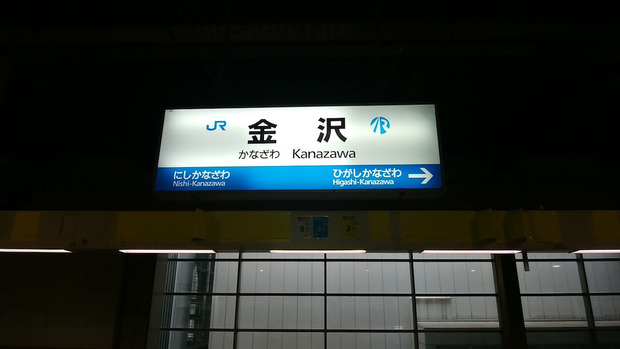 JR 金沢 IR
かなざわ Kanazawa
にしかなざわ ひがしかなざわ
Nishi-Kanazawa Higashi-Kanazawa